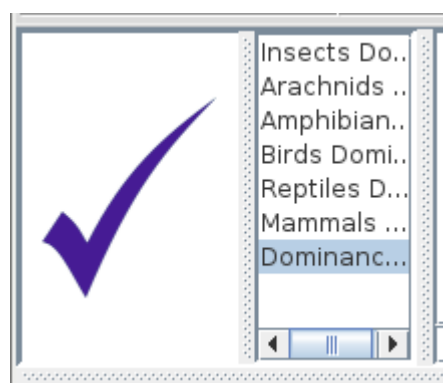 Insects Do..
Arachnids ...
Amphibian..
Birds Domi..
Reptiles D...
Mammals ...
Dominanc...